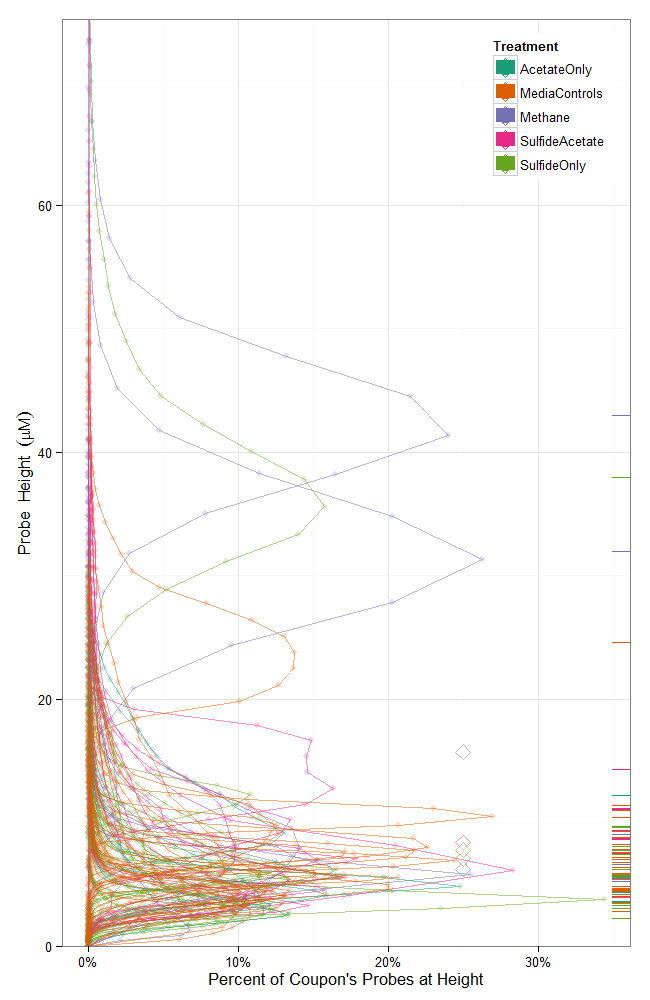 Treatment
AcetateOnly
MediaControls
Methane
SulfideAcetate
SulfideOnly
60
40
20
0
Probe Height (µM)
0%
10%
20%
30%
Percent of Coupon's Probes at Height